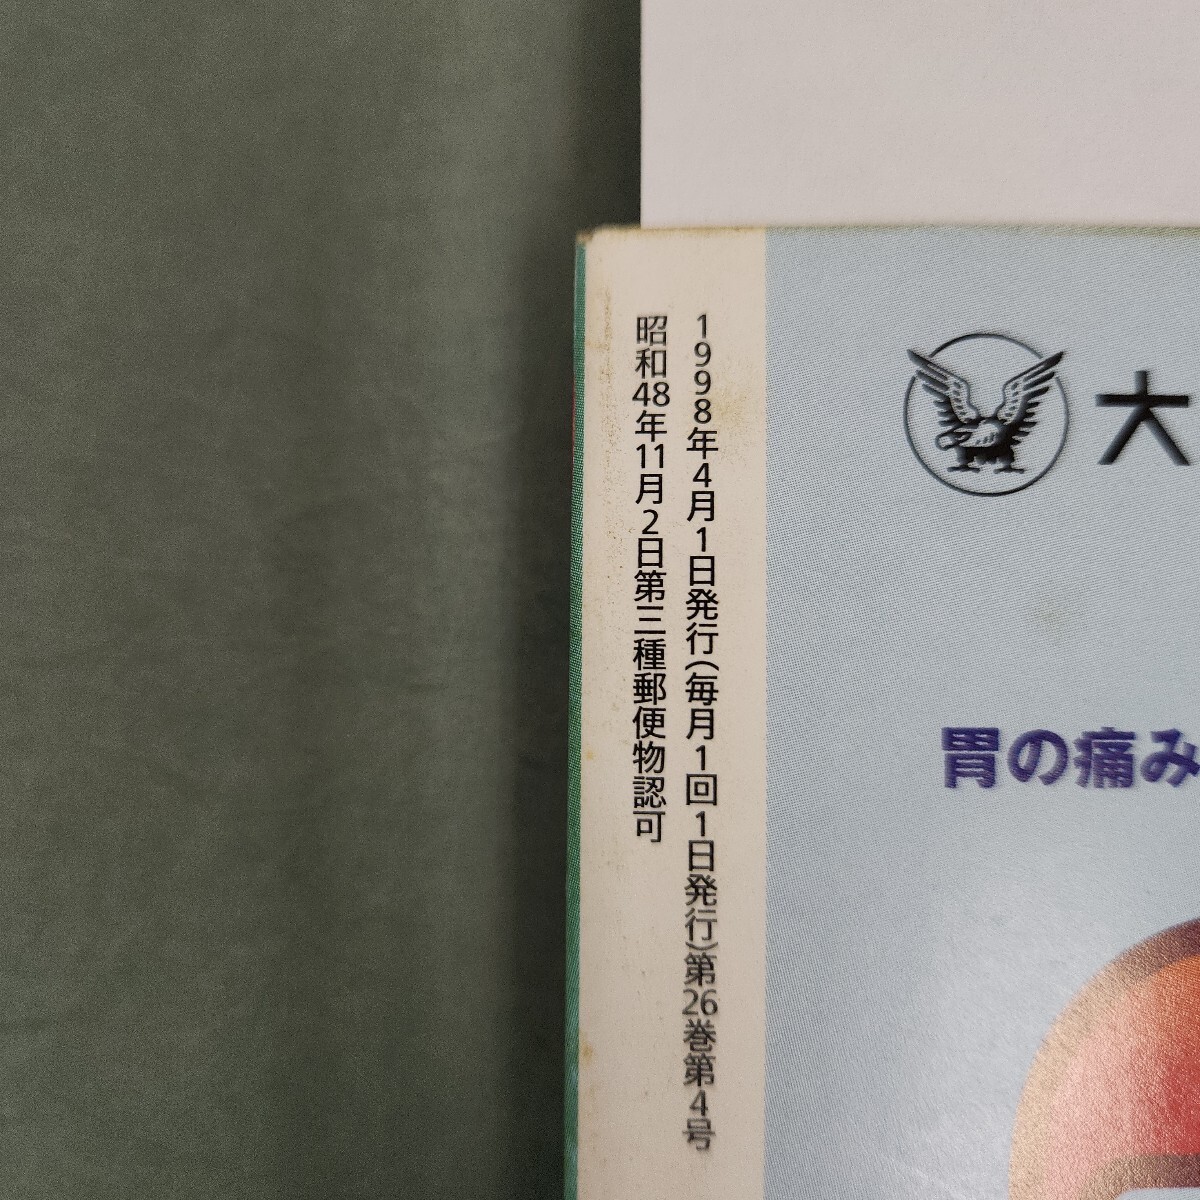 1998年4月1日発行(毎月1回1日発行)第26巻第4号
昭和48年11月2日第三種郵便物認可
大
胃の痛み